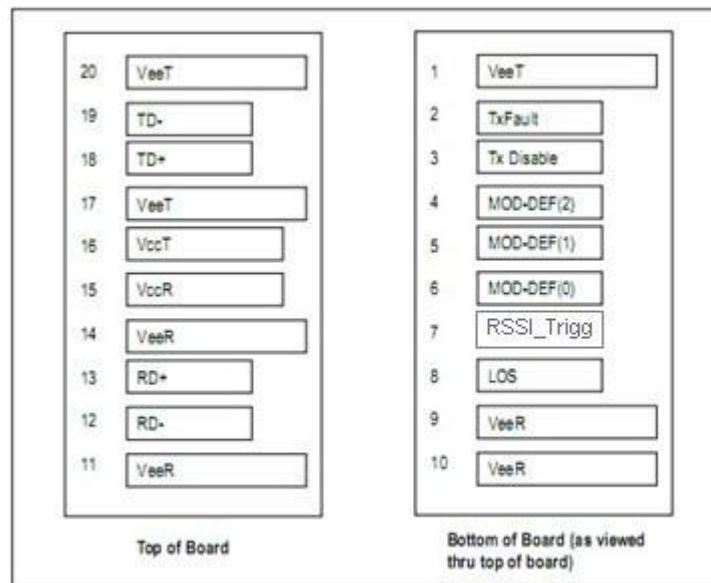 20 VeeT
19 TD-
18 TD+
17 VeeT
16 VccT
15 VccR
14 VeeR
13 RD+
12 RD-
11 VeeR
Top of Board
1 VeeT
2 TxFault
3 Tx Disable
4 MOD-DEF(2)
5 MOD-DEF(1)
6 MOD-DEF(0)
7 RSSI_Trigg
8 LOS
9 VeeR
10 VeeR
Bottom of Board (as viewed
thru top of board)